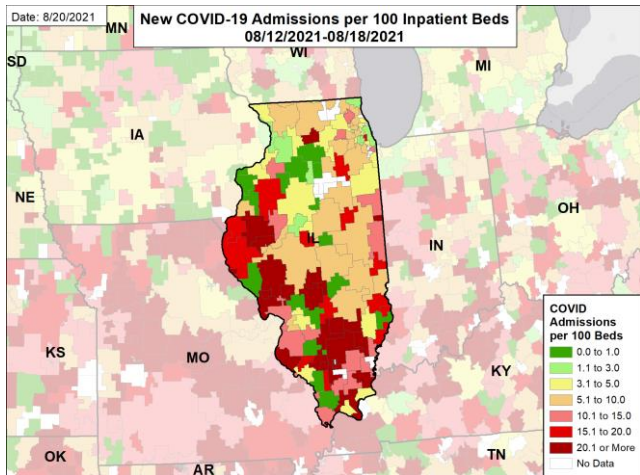 Date: 8/20/2021
New COVID-19 Admissions per 100 Inpatient Beds
08/12/2021-08/18/2021
MN
WI
SD
MI
IA
NE
OH
IL
IN
KS
MO
KY
OK
AR
TN
COVID
Admissions
per 100 Beds
0.0 to 1.0
1.1 to 3.0
3.1 to 5.0
5.1 to 10.0
10.1 to 15.0
15.1 to 20.0
20.1 or More
No Data